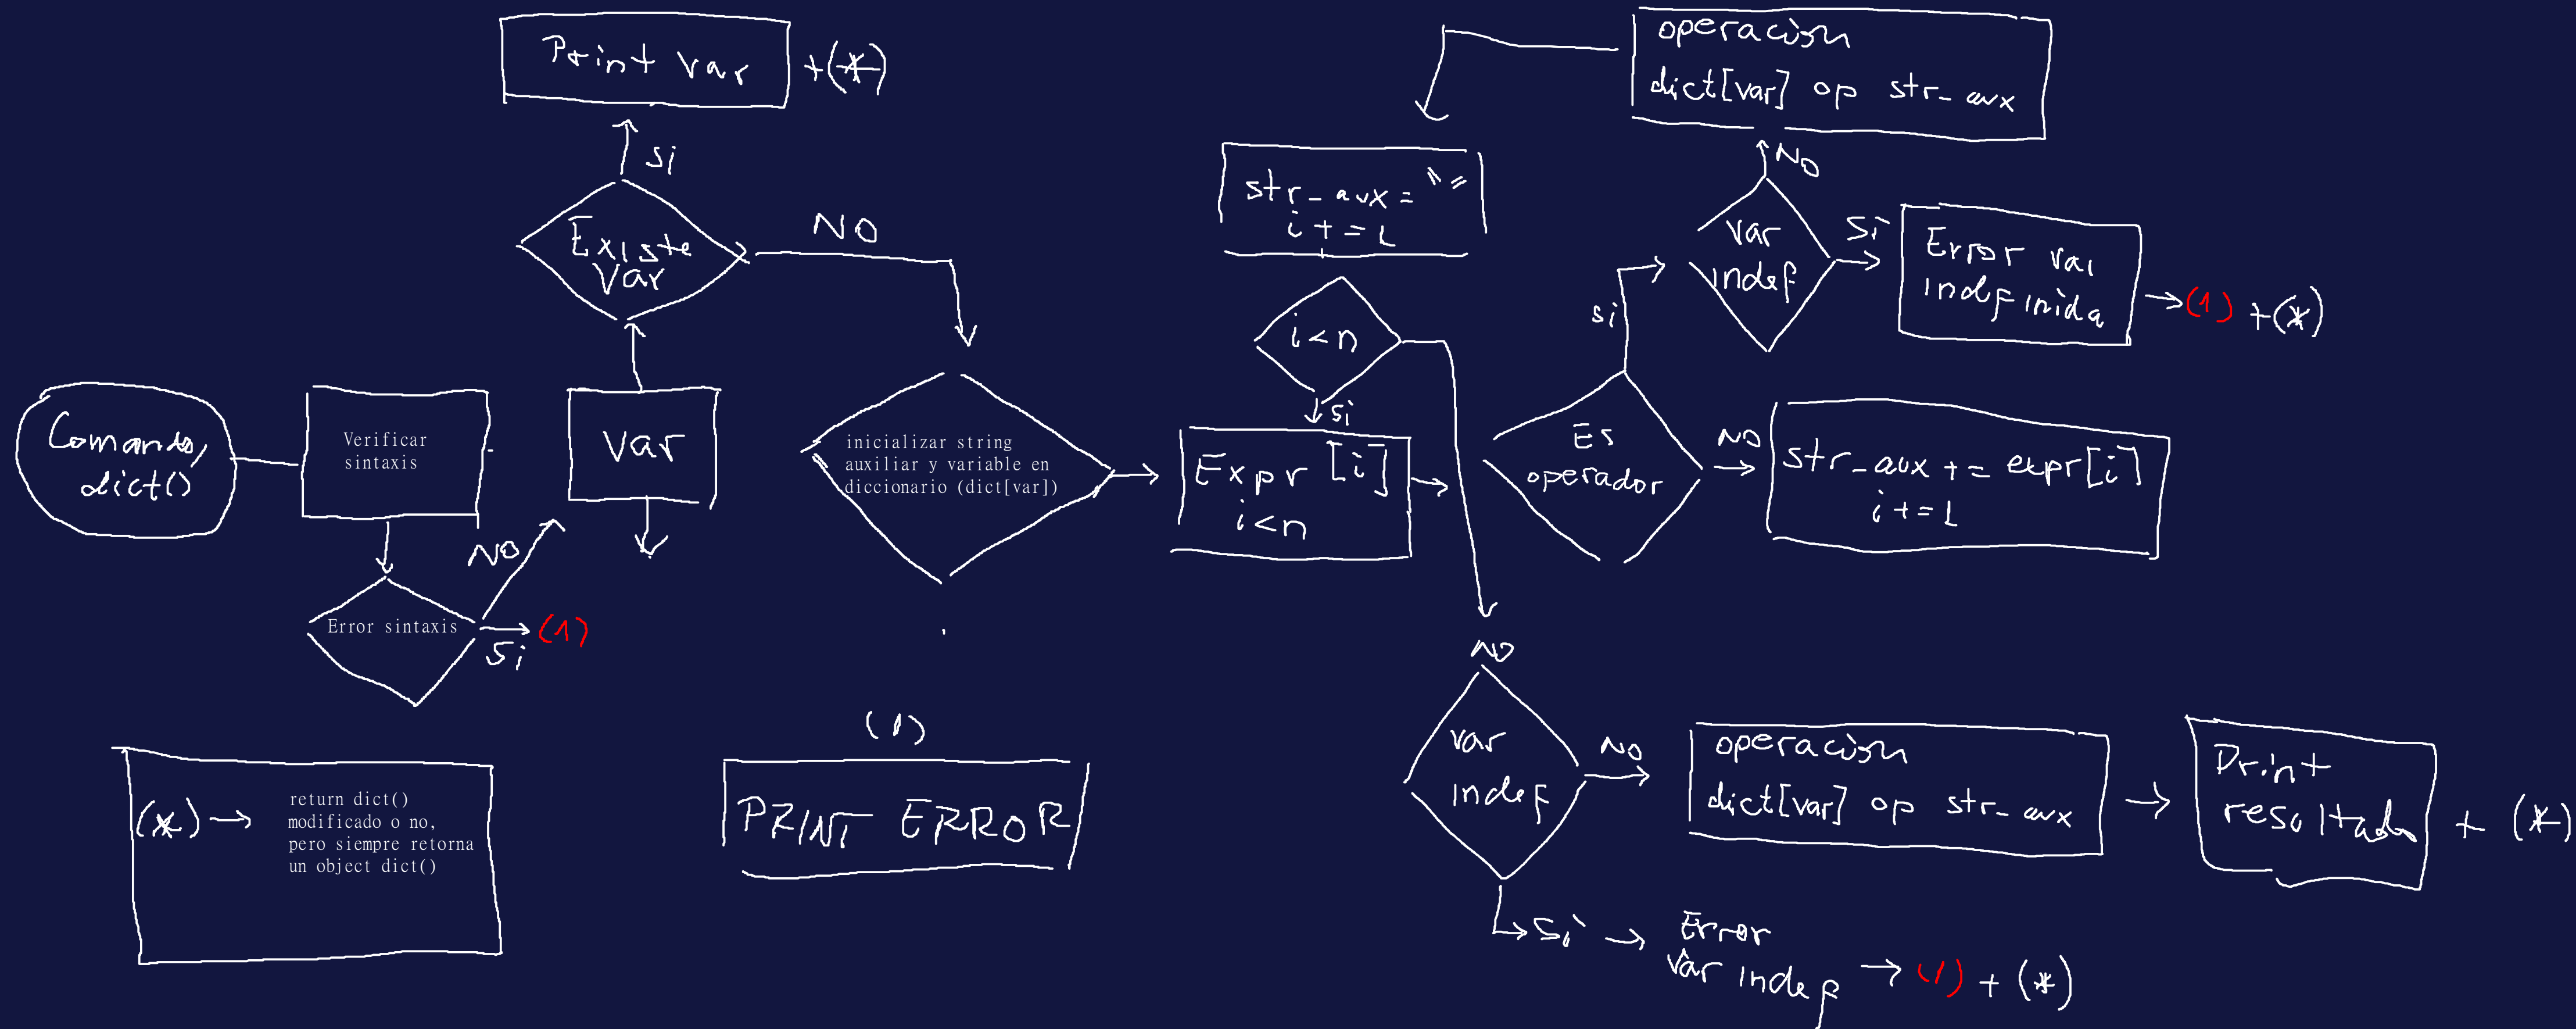 Print var
+(*)
si
Existe
Var
NO
Comando,
dict()
Verificar
sintaxis
var
NO
Error sintaxis
Si
(1)
inicializar string
auxiliar y variable en
diccionario (dict[var])
operación
dict[var] op str_aux
str_aux = ""
i += 1
i < n
si
Expr [i]
i < n
NO
var
indef
Si
Error var
indefinida
(1) +(*)
si
Es
operador
NO
str_aux += expr[i]
i += 1
NO
var
indef
NO
operación
dict[var] op str_aux
Print
resultado
+ (*)
Si
Error
var indef
(1) + (*)
(*)
return dict()
modificado o no,
pero siempre retorna
un object dict()
(1)
PRINT ERROR